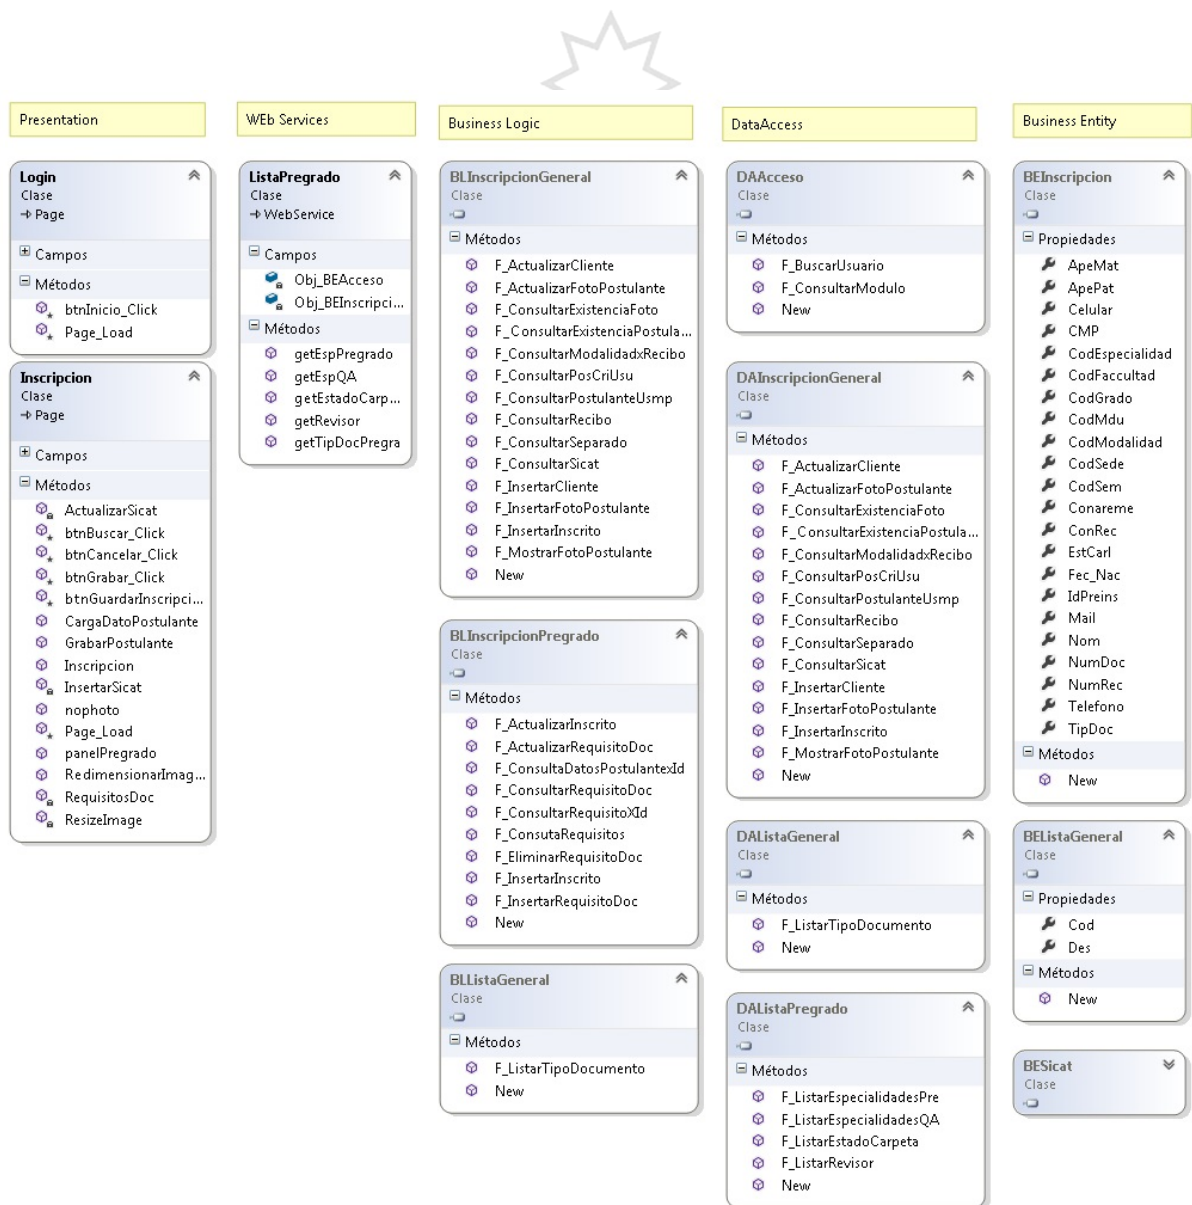 Presentation
Login
Clase
Page
Campos
Métodos
btnInicio_Click
Page_Load
Inscripcion
Clase
Page
Campos
Métodos
ActualizarSicat
btnBuscar_Click
btnCancelar_Click
btnGrabar_Click
btnGuardarInscripci...
CargaDatoPostulante
GrabarPostulante
Inscripcion
InsertarSicat
nophoto
Page_Load
panelPregrado
RedimensionarImag...
RequisitosDoc
ResizeImage
WEb Services
ListaPregrado
Clase
WebService
Campos
Obj_BEAcceso
Obj_BEInscripci...
Métodos
getEspPregrado
getEspQA
getEstadoCarp...
getRevisor
getTipDocPregra
Business Logic
BLInscripcionGeneral
Clase
Métodos
F_ActualizarCliente
F_ActualizarFotoPostulante
F_ConsultarExistenciaFoto
F_ConsultarExistenciaPostula...
F_ConsultarModalidadxRecibo
F_ConsultarPosCriUsu
F_ConsultarPostulanteUsmp
F_ConsultarRecibo
F_ConsultarSeparado
F_ConsultarSicat
F_InsertarCliente
F_InsertarFotoPostulante
F_InsertarInscrito
F_MostrarFotoPostulante
New
BLInscripcionPregrado
Clase
Métodos
F_ActualizarInscrito
F_ActualizarRequisitoDoc
F_ConsultaDatosPostulantexId
F_ConsultarRequisitoDoc
F_ConsultarRequisitoXId
F_ConsutaRequisitos
F_EliminarRequisitoDoc
F_InsertarInscrito
F_InsertarRequisitoDoc
New
BLListaGeneral
Clase
Métodos
F_ListarTipoDocumento
New
DataAccess
DAAcceso
Clase
Métodos
F_BuscarUsuario
F_ConsultarModulo
New
DAInscripcionGeneral
Clase
Métodos
F_ActualizarCliente
F_ActualizarFotoPostulante
F_ConsultarExistenciaFoto
F_ConsultarExistenciaPostula...
F_ConsultarModalidadxRecibo
F_ConsultarPosCriUsu
F_ConsultarPostulanteUsmp
F_ConsultarRecibo
F_ConsultarSeparado
F_ConsultarSicat
F_InsertarCliente
F_InsertarFotoPostulante
F_InsertarInscrito
F_MostrarFotoPostulante
New
DAListaGeneral
Clase
Métodos
F_ListarTipoDocumento
New
DAListaPregrado
Clase
Métodos
F_ListarEspecialidadesPre
F_ListarEspecialidadesQA
F_ListarEstadoCarpeta
F_ListarRevisor
New
Business Entity
BEInscripcion
Clase
Propiedades
ApeMat
ApePat
Celular
CMP
CodEspecialidad
CodFaccultad
CodGrado
CodMdu
CodModalidad
CodSede
CodSem
Conareme
ConRec
EstCarl
Fec_Nac
IdPreins
Mail
Nom
NumDoc
NumRec
Telefono
TipDoc
Métodos
New
BEListaGeneral
Clase
Propiedades
Cod
Des
Métodos
New
BESicat
Clase